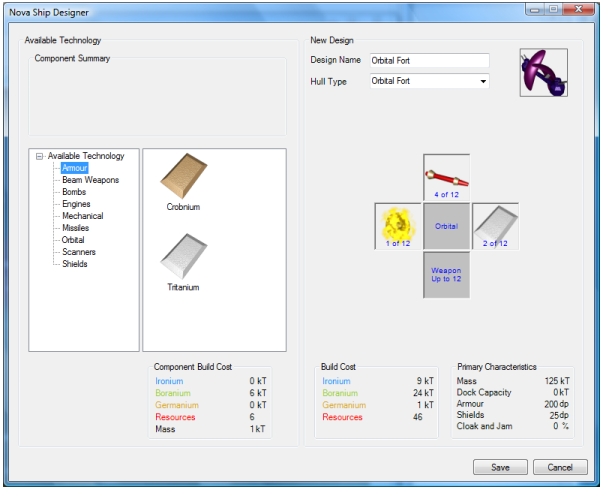 Nova Ship Designer
Available Technology
Component Summary
Available Technology
Armour
Beam Weapons
Bombs
Engines
Mechanical
Missiles
Orbital
Scanners
Shields
Crobnium
Tritanium
Component Build Cost
Ironium 0 kT
Boranium 6 kT
Germanium 0 kT
Resources 6
Mass 1 kT
New Design
Design Name Orbital Fort
Hull Type Orbital Fort
4 of 12
1 of 12
Orbital
2 of 12
Weapon
Up to 12
Build Cost
Ironium 9 kT
Boranium 24 kT
Germanium 1 kT
Resources 46
Primary Characteristics
Mass 125 kT
Dock Capacity 0 kT
Armour 200 dp
Shields 25 dp
Cloak and Jam 0 %
Save Cancel